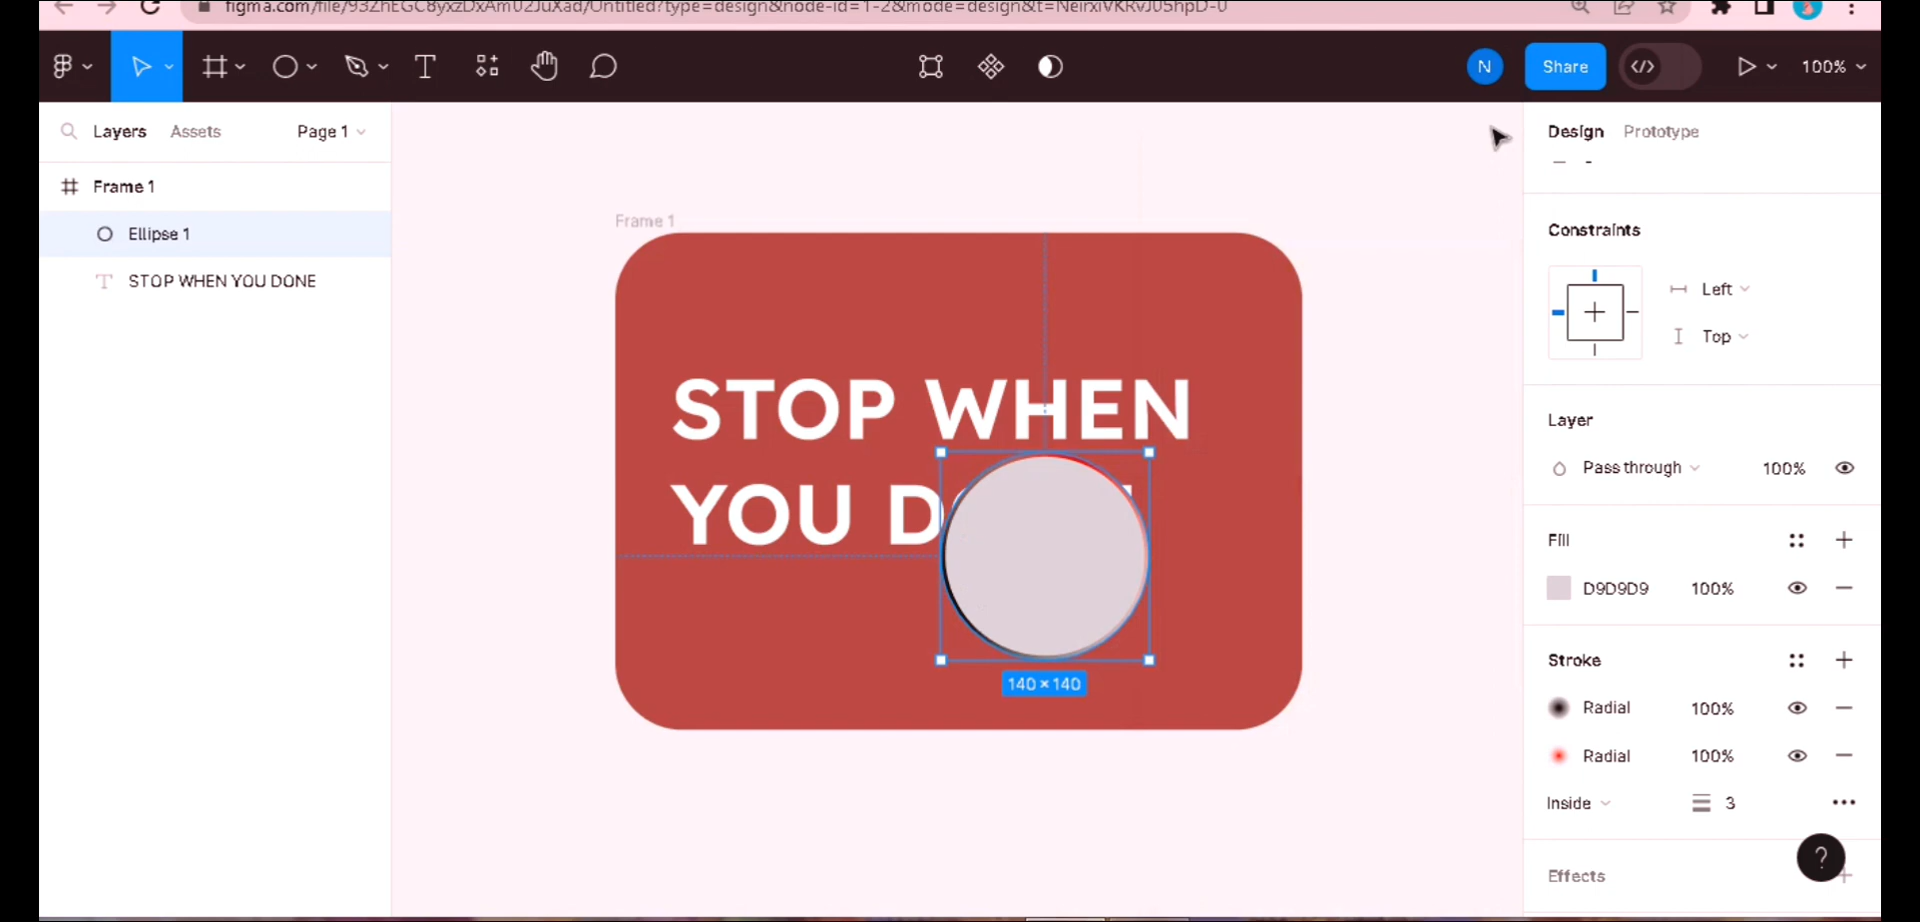 Share
100%
Layers
Assets
Page 1
Design
Prototype
Frame 1
Ellipse 1
STOP WHEN YOU DONE
Frame 1
STOP WHEN
YOU D
140 × 140
Constraints
Left
Top
Layer
Pass through
100%
Fill
D9D9D9
100%
Stroke
Radial
100%
Radial
100%
Inside
3
Effects
N
?